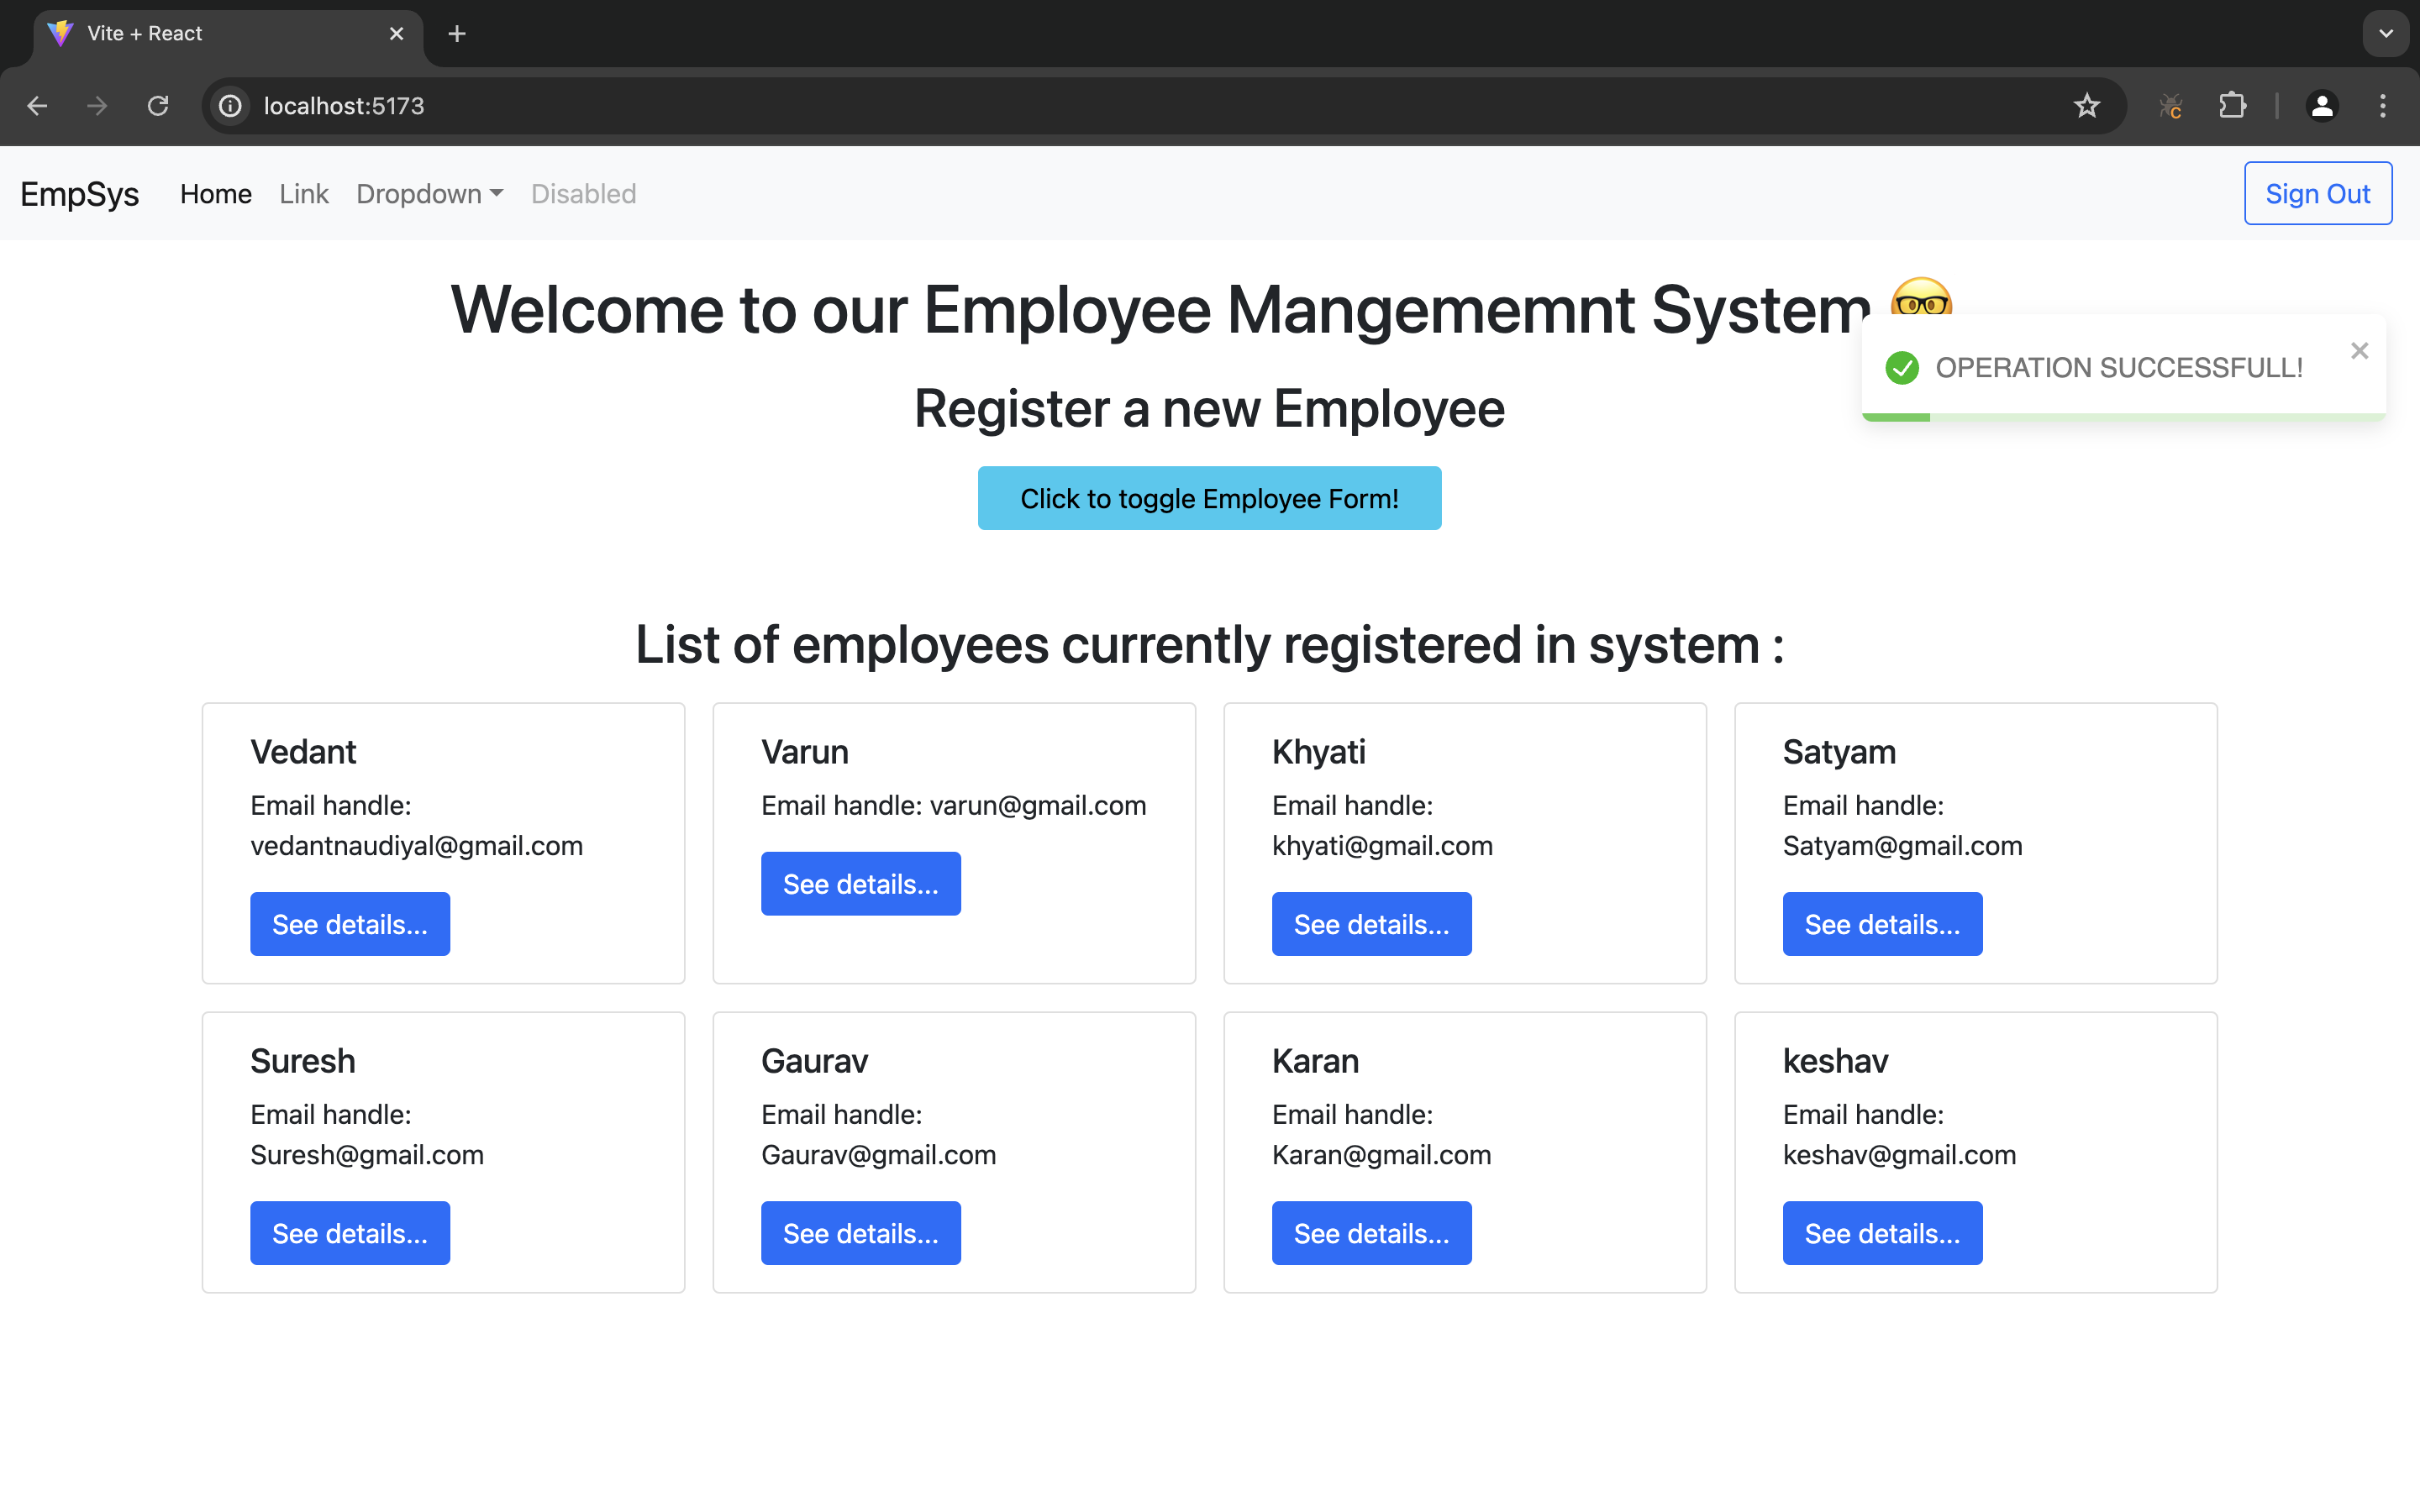 Vite + React
localhost:5173
EmpSys Home Link Dropdown Disabled Sign Out
Welcome to our Employee Mangememnt System 🤓
OPERATION SUCCESSFULL!
Register a new Employee
Click to toggle Employee Form!
List of employees currently registered in system :
Vedant
Email handle:
vedantnaudiyal@gmail.com
See details...
Varun
Email handle: varun@gmail.com
See details...
Khyati
Email handle:
khyati@gmail.com
See details...
Satyam
Email handle:
Satyam@gmail.com
See details...
Suresh
Email handle:
Suresh@gmail.com
See details...
Gaurav
Email handle:
Gaurav@gmail.com
See details...
Karan
Email handle:
Karan@gmail.com
See details...
keshav
Email handle:
keshav@gmail.com
See details...